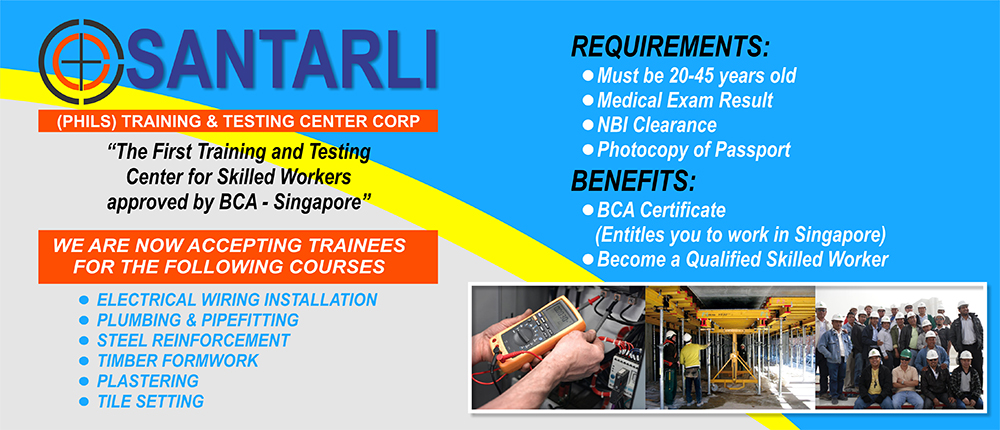 SANTARLI
(PHILS) TRAINING & TESTING CENTER CORP
“The First Training and Testing
Center for Skilled Workers
approved by BCA - Singapore”
WE ARE NOW ACCEPTING TRAINEES
FOR THE FOLLOWING COURSES
● ELECTRICAL WIRING INSTALLATION
● PLUMBING & PIPEFITTING
● STEEL REINFORCEMENT
● TIMBER FORMWORK
● PLASTERING
● TILE SETTING
REQUIREMENTS:
● Must be 20-45 years old
● Medical Exam Result
● NBI Clearance
● Photocopy of Passport
BENEFITS:
● BCA Certificate
(Entitles you to work in Singapore)
● Become a Qualified Skilled Worker